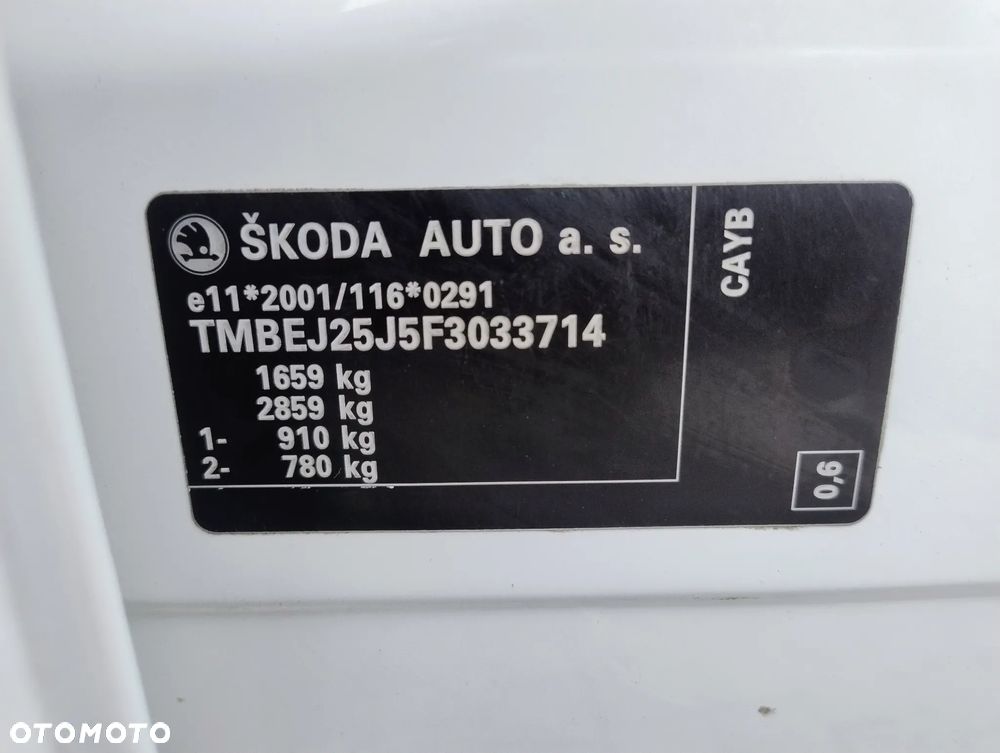 ŠKODA AUTO a. s.
e11*2001/116*0291
TMBEJ25J5F3033714
1659 kg
2859 kg
1- 910 kg
2- 780 kg
CAYB
0,6
OTOMOTO